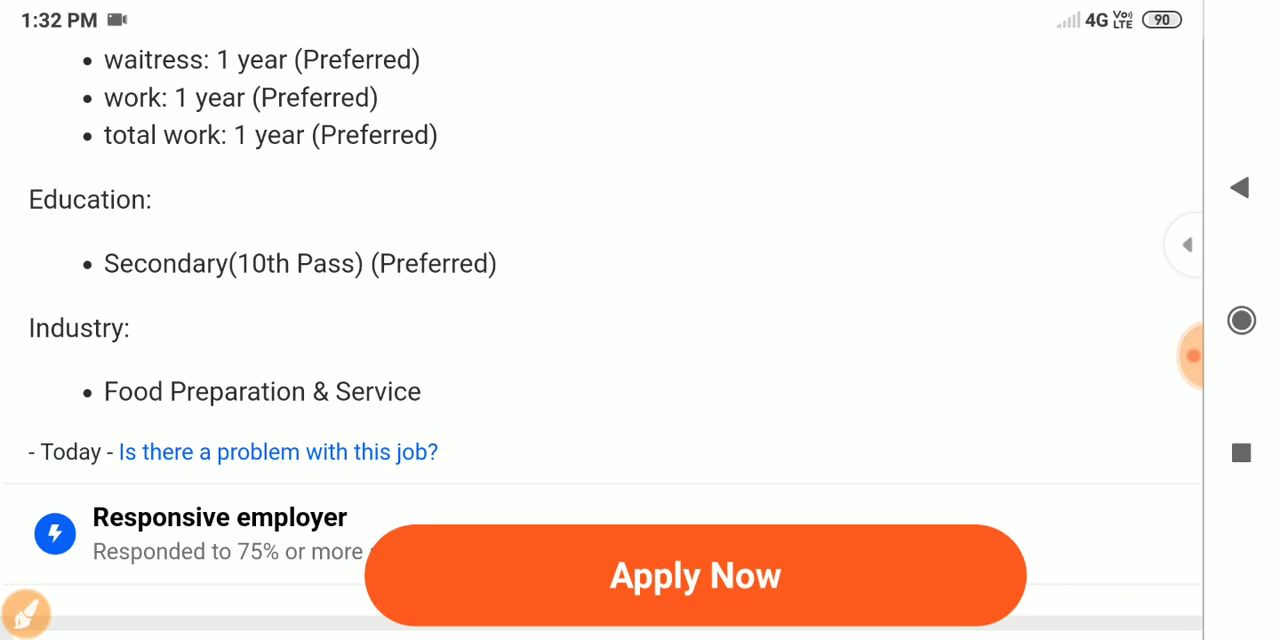 1:32 PM 4G Vo) LTE 90
waitress: 1 year (Preferred)
work: 1 year (Preferred)
total work: 1 year (Preferred)
Education:
Secondary(10th Pass) (Preferred)
Industry:
Food Preparation & Service
- Today - Is there a problem with this job?
Responsive employer
Responded to 75% or more
Apply Now